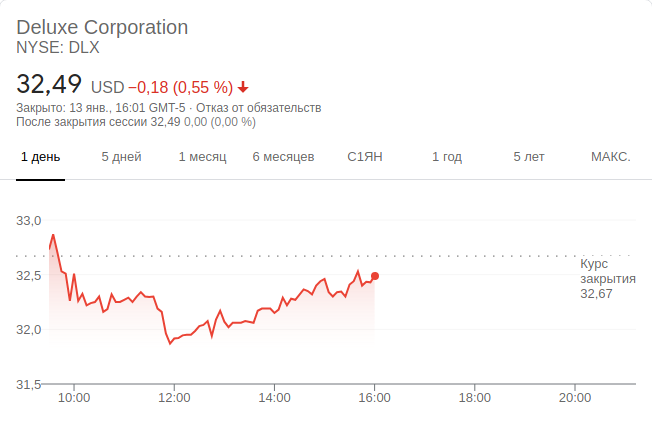 Deluxe Corporation
NYSE: DLX
32,49 USD −0,18 (0,55 %)
Закрыто: 13 янв., 16:01 GMT-5 · Отказ от обязательств
После закрытия сессии 32,49 0,00 (0,00 %)
1 день 5 дней 1 месяц 6 месяцев С1ЯН 1 год 5 лет МАКС.
33,0
Курс
закрытия
32,67
32,5
32,0
31,5
10:00 12:00 14:00 16:00 18:00 20:00